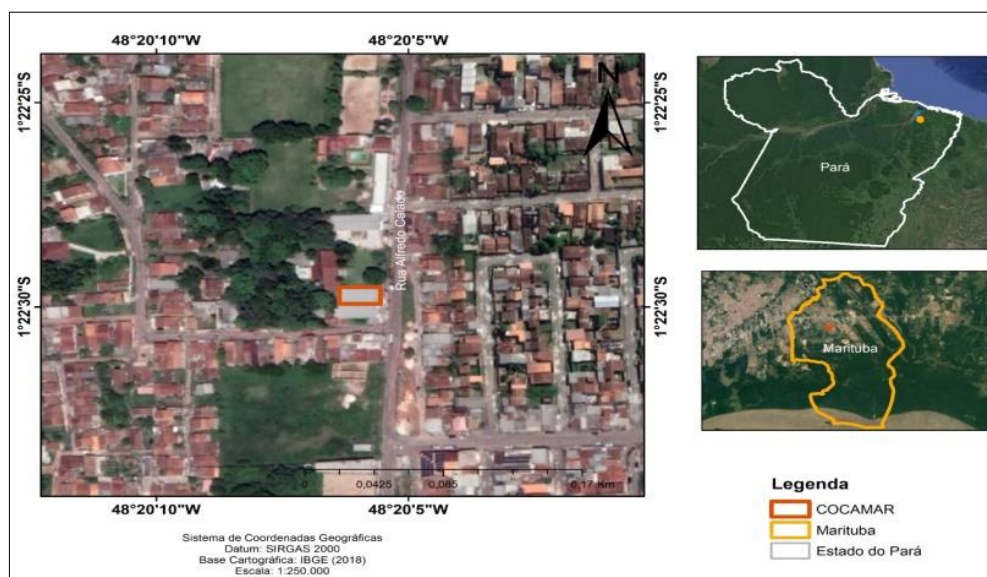 48°20'10"W
48°20'5"W
1°22'25"S
1°22'30"S
N
Rua Alfredo Calado
1°22'25"S
1°22'30"S
0
0,0425
0,085
0,17 Km
48°20'10"W
48°20'5"W
Sistema de Coordenadas Geográficas
Datum: SIRGAS 2000
Base Cartográfica: IBGE (2018)
Escala: 1:250.000
Pará
Marituba
Legenda
COCAMAR
Marituba
Estado do Pará